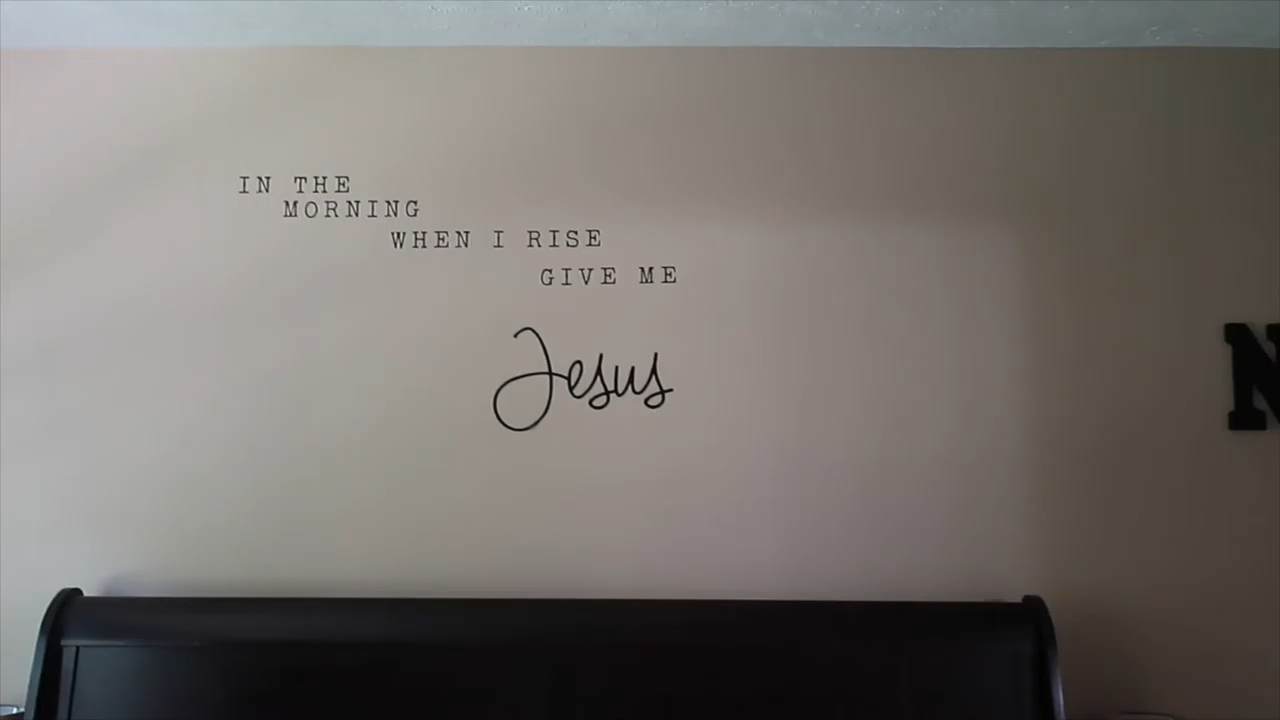 IN THE
MORNING
WHEN I RISE
GIVE ME
Jesus
N